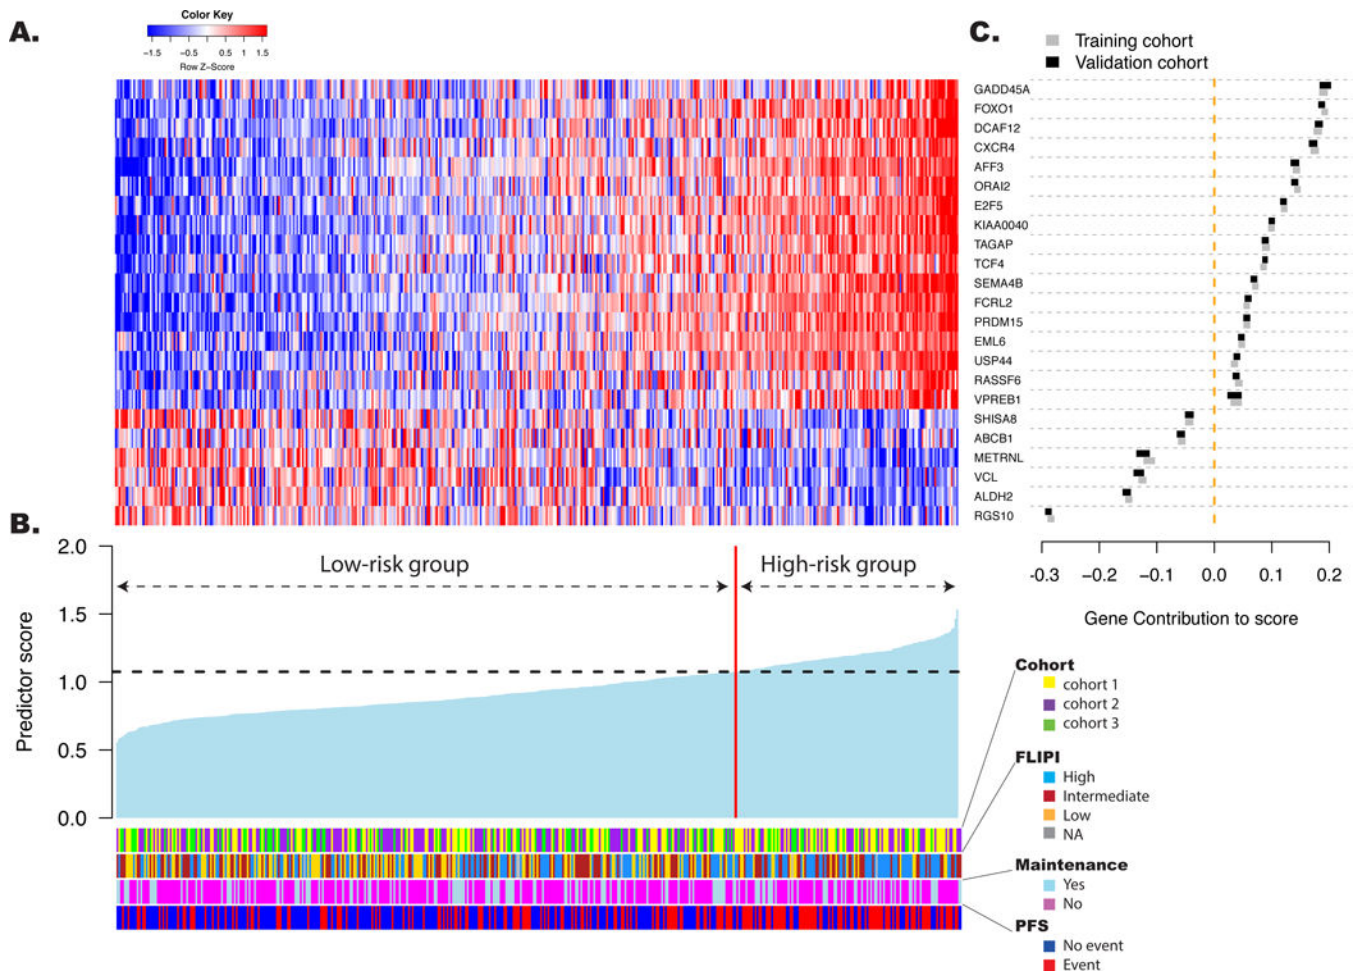 A.
Color Key
−1.5 −0.5 0.5 1.5
Row Z−Score
C.
Training cohort
Validation cohort
GADD45A
FOXO1
DCAF12
CXCR4
AFF3
ORAI2
E2F5
KIAA0040
TAGAP
TCF4
SEMA4B
FCRL2
PRDM15
EML6
USP44
RASSF6
VPREB1
SHISA8
ABCB1
METRNL
VCL
ALDH2
RGS10
−0.3 −0.2 −0.1 0.0 0.1 0.2
Gene Contribution to score
B.
Predictor score
2.0
1.5
1.0
0.5
0.0
Low-risk group
High-risk group
Cohort
cohort 1
cohort 2
cohort 3
FLIPI
High
Intermediate
Low
NA
Maintenance
Yes
No
PFS
No event
Event